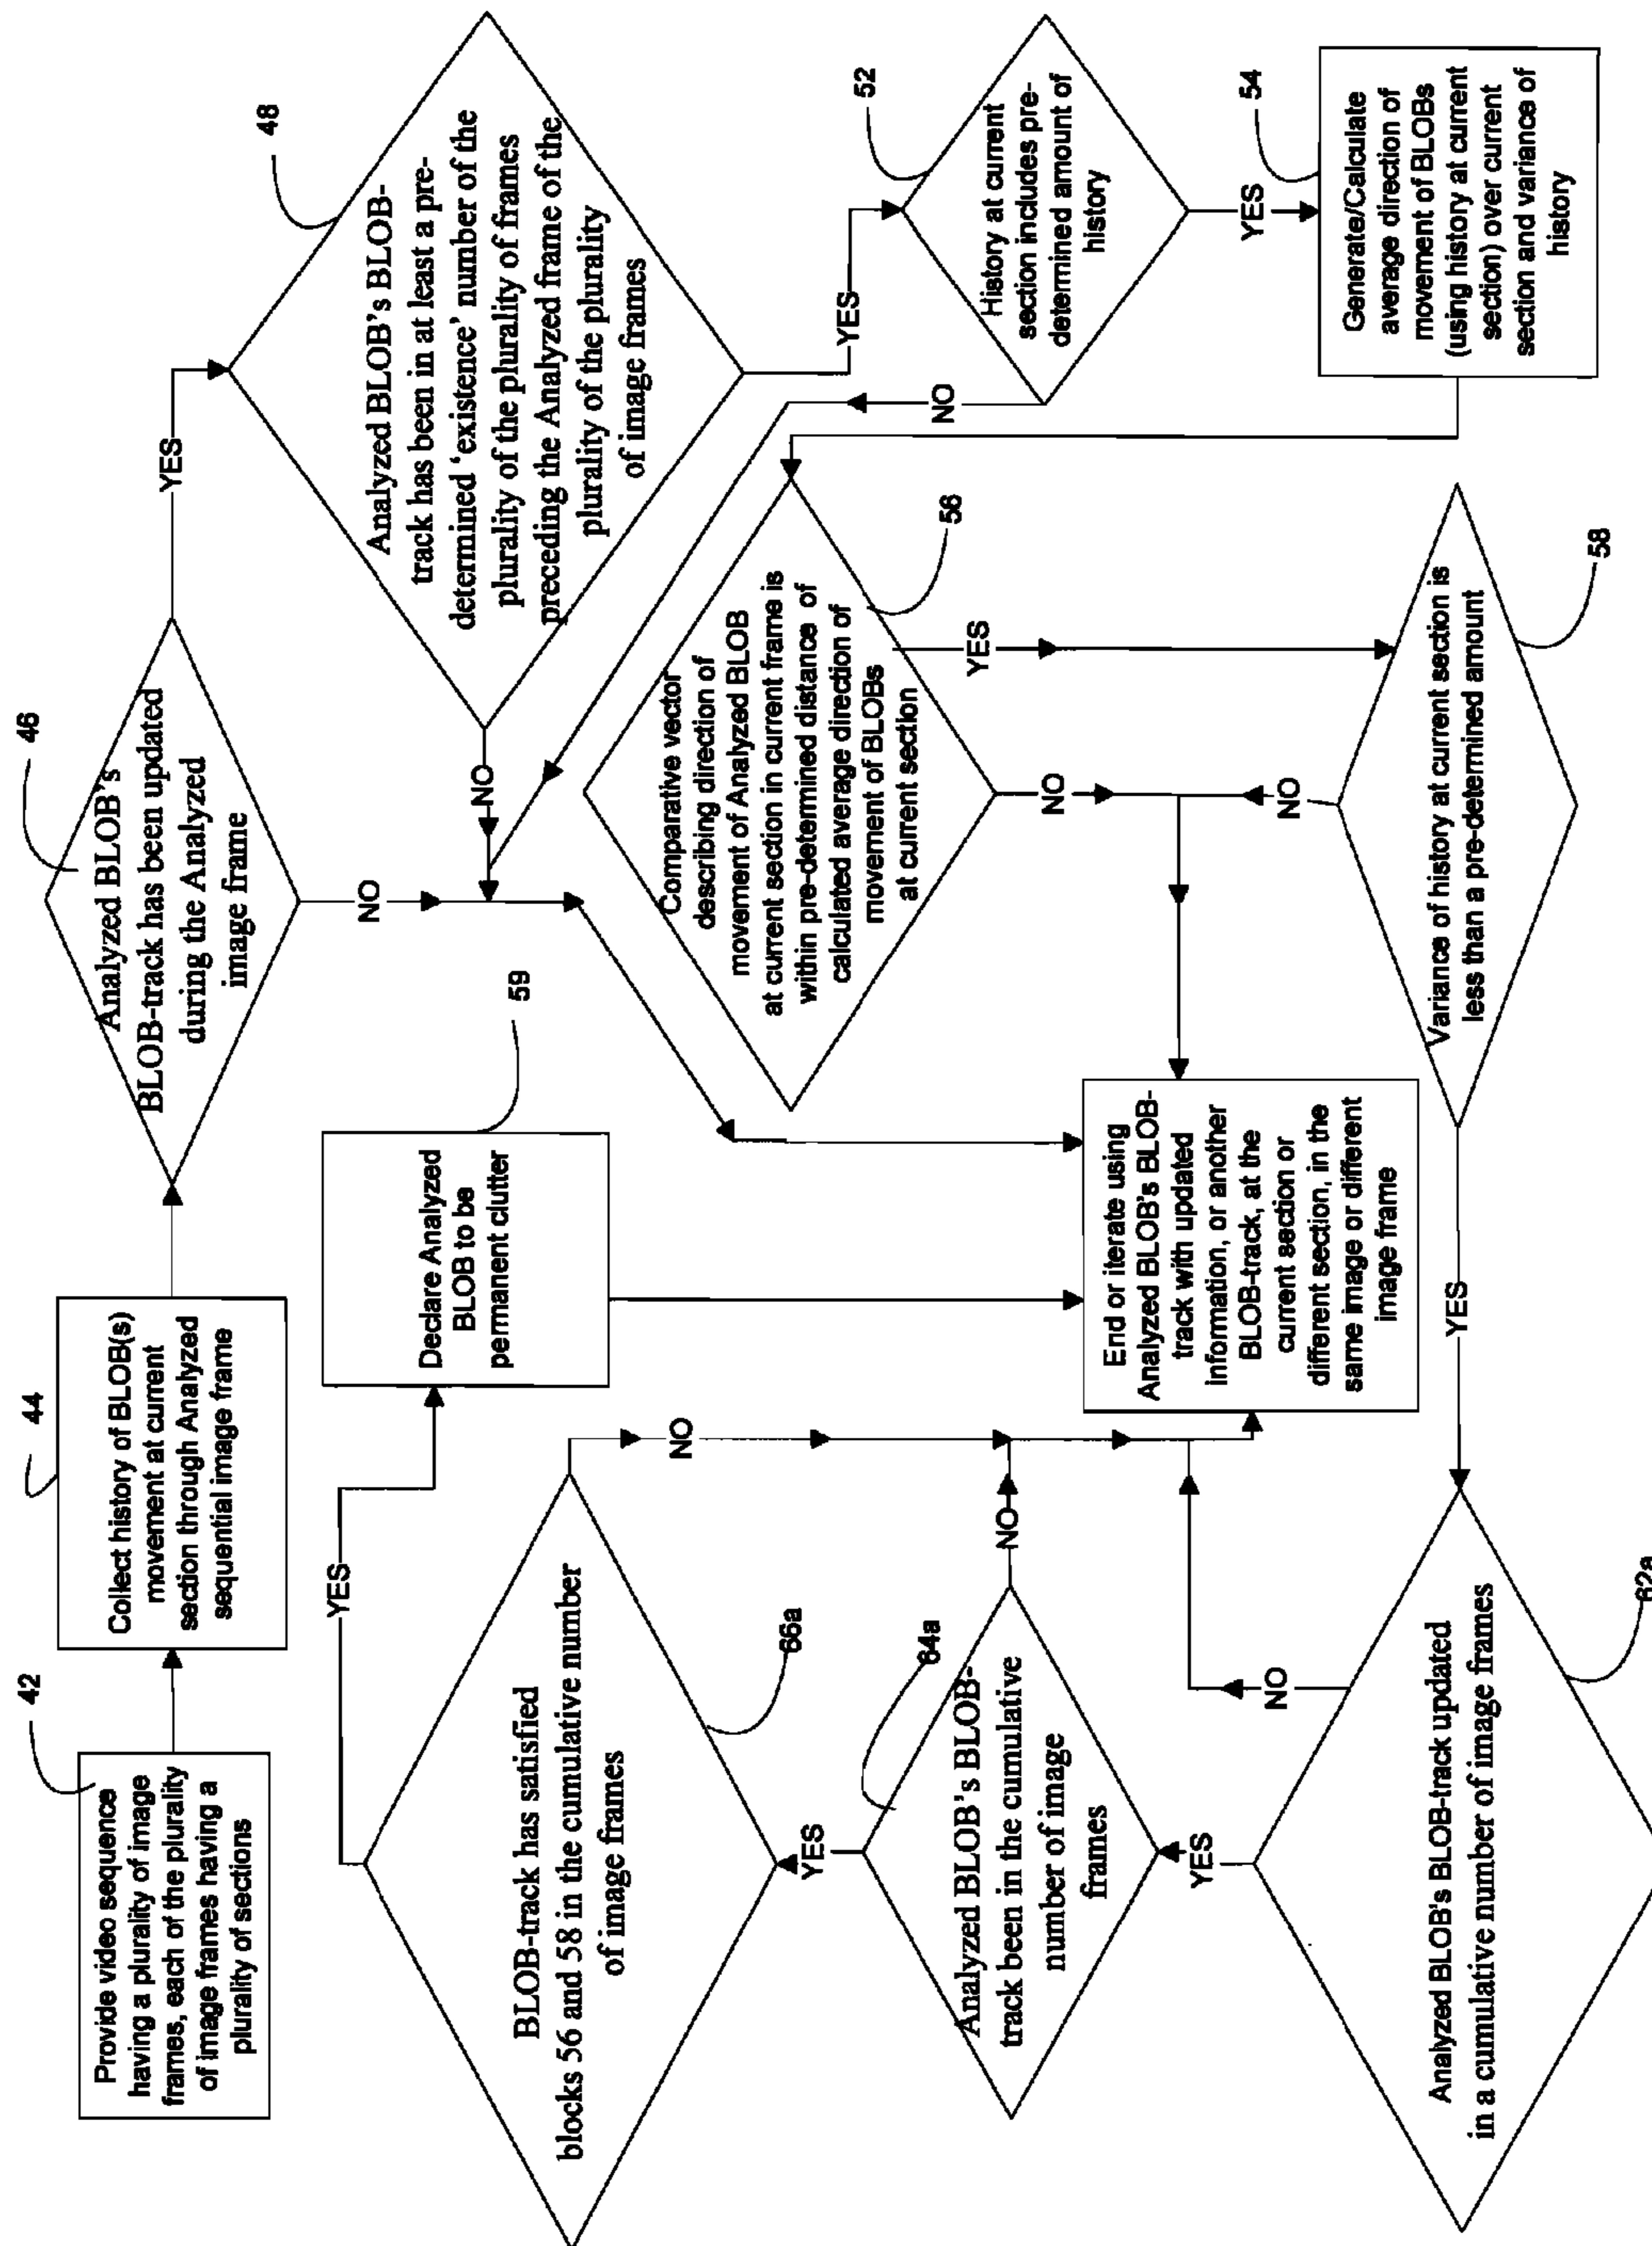 42
Provide video sequence
having a plurality of image
frames, each of the plurality
of image frames having a
plurality of sections
44
Collect history of BLOB(s)
movement at current
section through Analyzed
sequential image frame
46
Analyzed BLOB's
BLOB-track has been updated
during the Analyzed
image frame
YES
NO
48
Analyzed BLOB's BLOB-
track has been in at least a pre-
determined 'existence' number of the
plurality of the plurality of frames
preceding the Analyzed frame of the
plurality of the plurality
of image frames
NO
YES
52
History at current
section includes pre-
determined amount of
history
NO
YES
54
Generate/Calculate
average direction of
movement of BLOBs
(using history at current
section) over current
section and variance of
history
56
Comparative vector
describing direction of
movement of Analyzed BLOB
at current section in current frame is
within pre-determined distance of
calculated average direction of
movement of BLOBs
at current section
YES
NO
58
Variance of history at current section is
less than a pre-determined amount
NO
YES
62a
Analyzed BLOB's BLOB-track updated
in a cumulative number of image frames
NO
YES
64a
Analyzed BLOB's BLOB-
track been in the cumulative
number of image
frames
NO
YES
66a
BLOB-track has satisfied
blocks 56 and 58 in the cumulative number
of image frames
NO
YES
59
Declare Analyzed
BLOB to be
permanent clutter
End or iterate using
Analyzed BLOB's BLOB-
track with updated
information, or another
BLOB-track, at the
current section or
different section, in the
same image or different
image frame